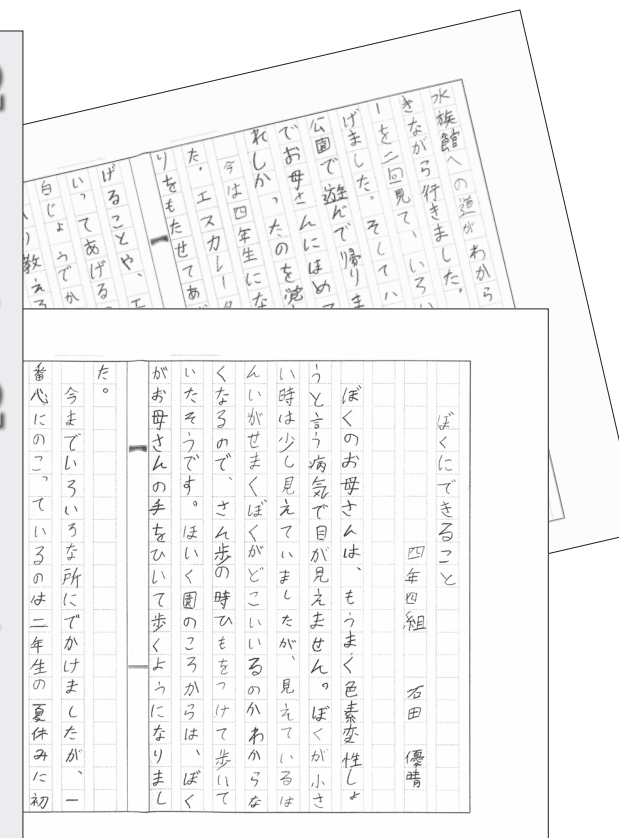 ぼくにできること
四年四組　石田　優晴
ぼくのお母さんは、もうまく色素変性しょ
うと言う病気で目が見えません。ぼくが小さ
い時は少し見えていましたが、見えているは
んいがせまくぼくがどこいいるのかわからな
くなるので、さん歩の時ひもをつけて歩いて
いたそうです。ほいく園のころからは、ぼく
がお母さんの手をひいて歩くようになりまし
た。
今までいろいろな所にでかけましたが、一
番心にのこっているのは二年生の夏休みに初
水族館への道がわから
きながら行きました。
ーを二回見て、いろい
げました。そしてハ
公園で遊んで帰りま
でお母さんにほめ
れしかったのを覚
今は四年生にな
た。エスカレータ
りをもたせてあ
げることや、エ
いってあげる
白じょうでか
教える